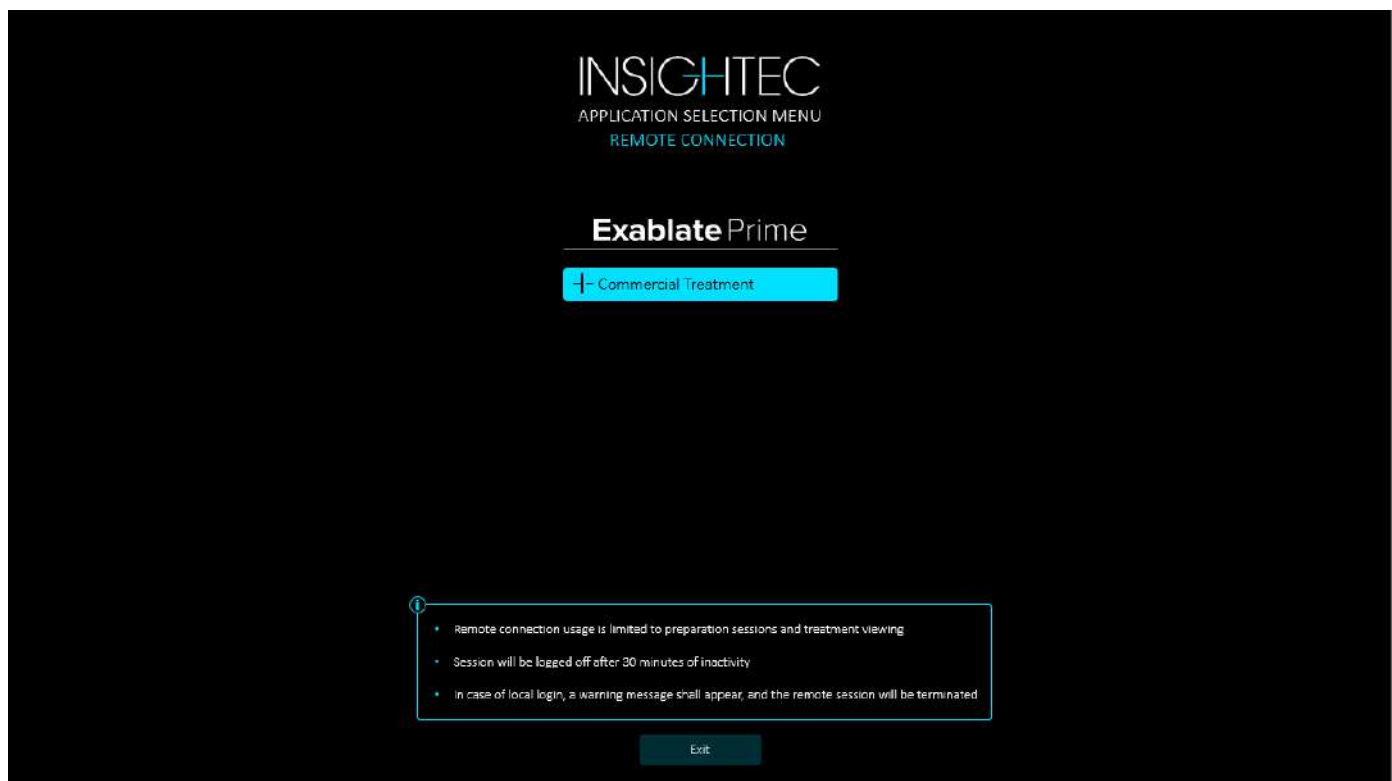 INSIGHTEC
APPLICATION SELECTION MENU
REMOTE CONNECTION
Exablate Prime
Commercial Treatment
• Remote connection usage is limited to preparation sessions and treatment viewing
• Session will be logged off after 30 minutes of inactivity
• In case of local login, a warning message shall appear, and the remote session will be terminated
Exit